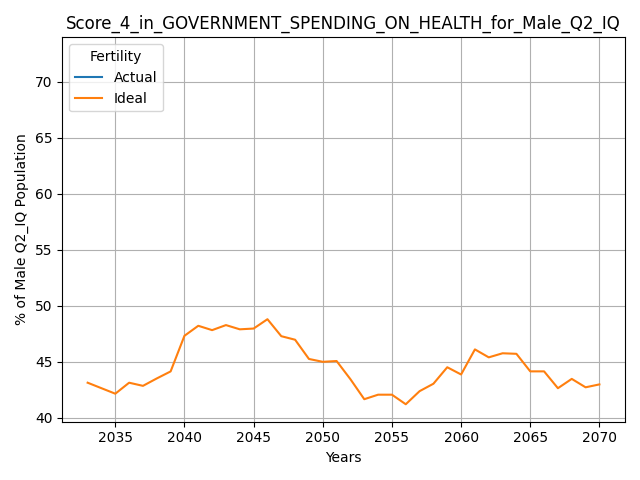 Score_4_in_GOVERNMENT_SPENDING_ON_HEALTH_for_Male_Q2_IQ
Fertility
Actual
Ideal
% of Male Q2_IQ Population
70
65
60
55
50
45
40
2035 2040 2045 2050 2055 2060 2065 2070
Years